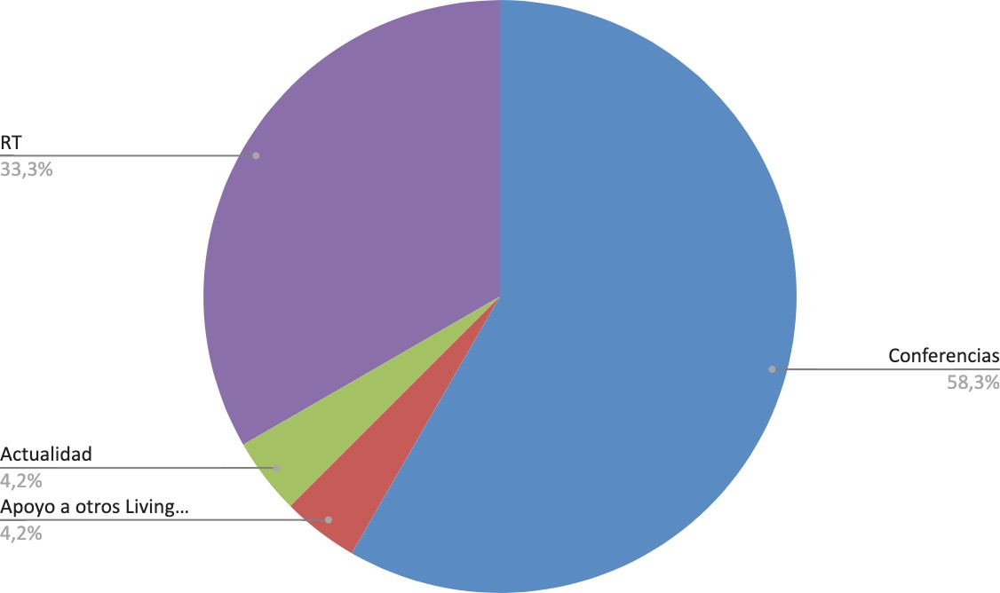 RT
33,3%
Conferencias
58,3%
Actualidad
4,2%
Apoyo a otros Living...
4,2%